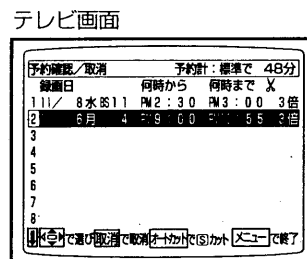 テレビ画面
予約確認/取消 予約計:標準で 48分
録画日 何時から 何時まで
1 11/ 8水 BS11 PM2:30 PM3:00 3倍
2 6月 4 PM9:00 55 3倍
3
4
5
6
7
8
で選び 取消 で取消 オートカット でⓈカット メニュー で終了